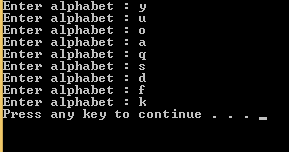 Enter alphabet : y
Enter alphabet : u
Enter alphabet : o
Enter alphabet : a
Enter alphabet : q
Enter alphabet : s
Enter alphabet : d
Enter alphabet : f
Enter alphabet : k
Press any key to continue . . . _